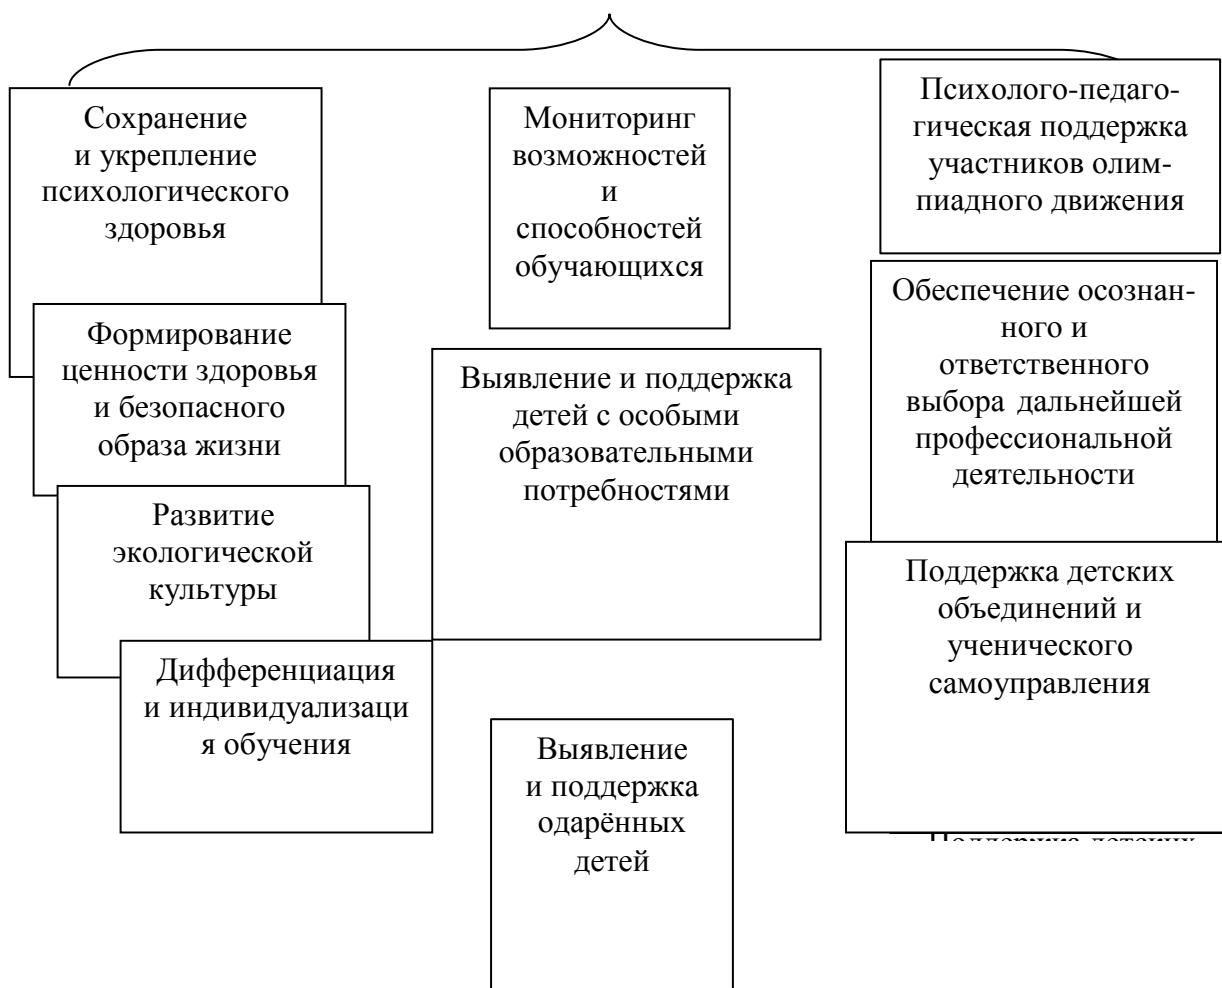 Сохранение
и укрепление
психологического
здоровья
Формирование
ценности здоровья
и безопасного
образа жизни
Развитие
экологической
культуры
Дифференциация
и индивидуализаци
я обучения
Мониторинг
возможностей
и
способностей
обучающихся
Выявление и поддержка
детей с особыми
образовательными
потребностями
Выявление
и поддержка
одарённых
детей
Психолого-педаго-
гическая поддержка
участников олим-
пиадного движения
Обеспечение осознан-
ного и
ответственного
выбора дальнейшей
профессиональной
деятельности
Поддержка детских
объединений и
ученического
самоуправления
Поддержка детских